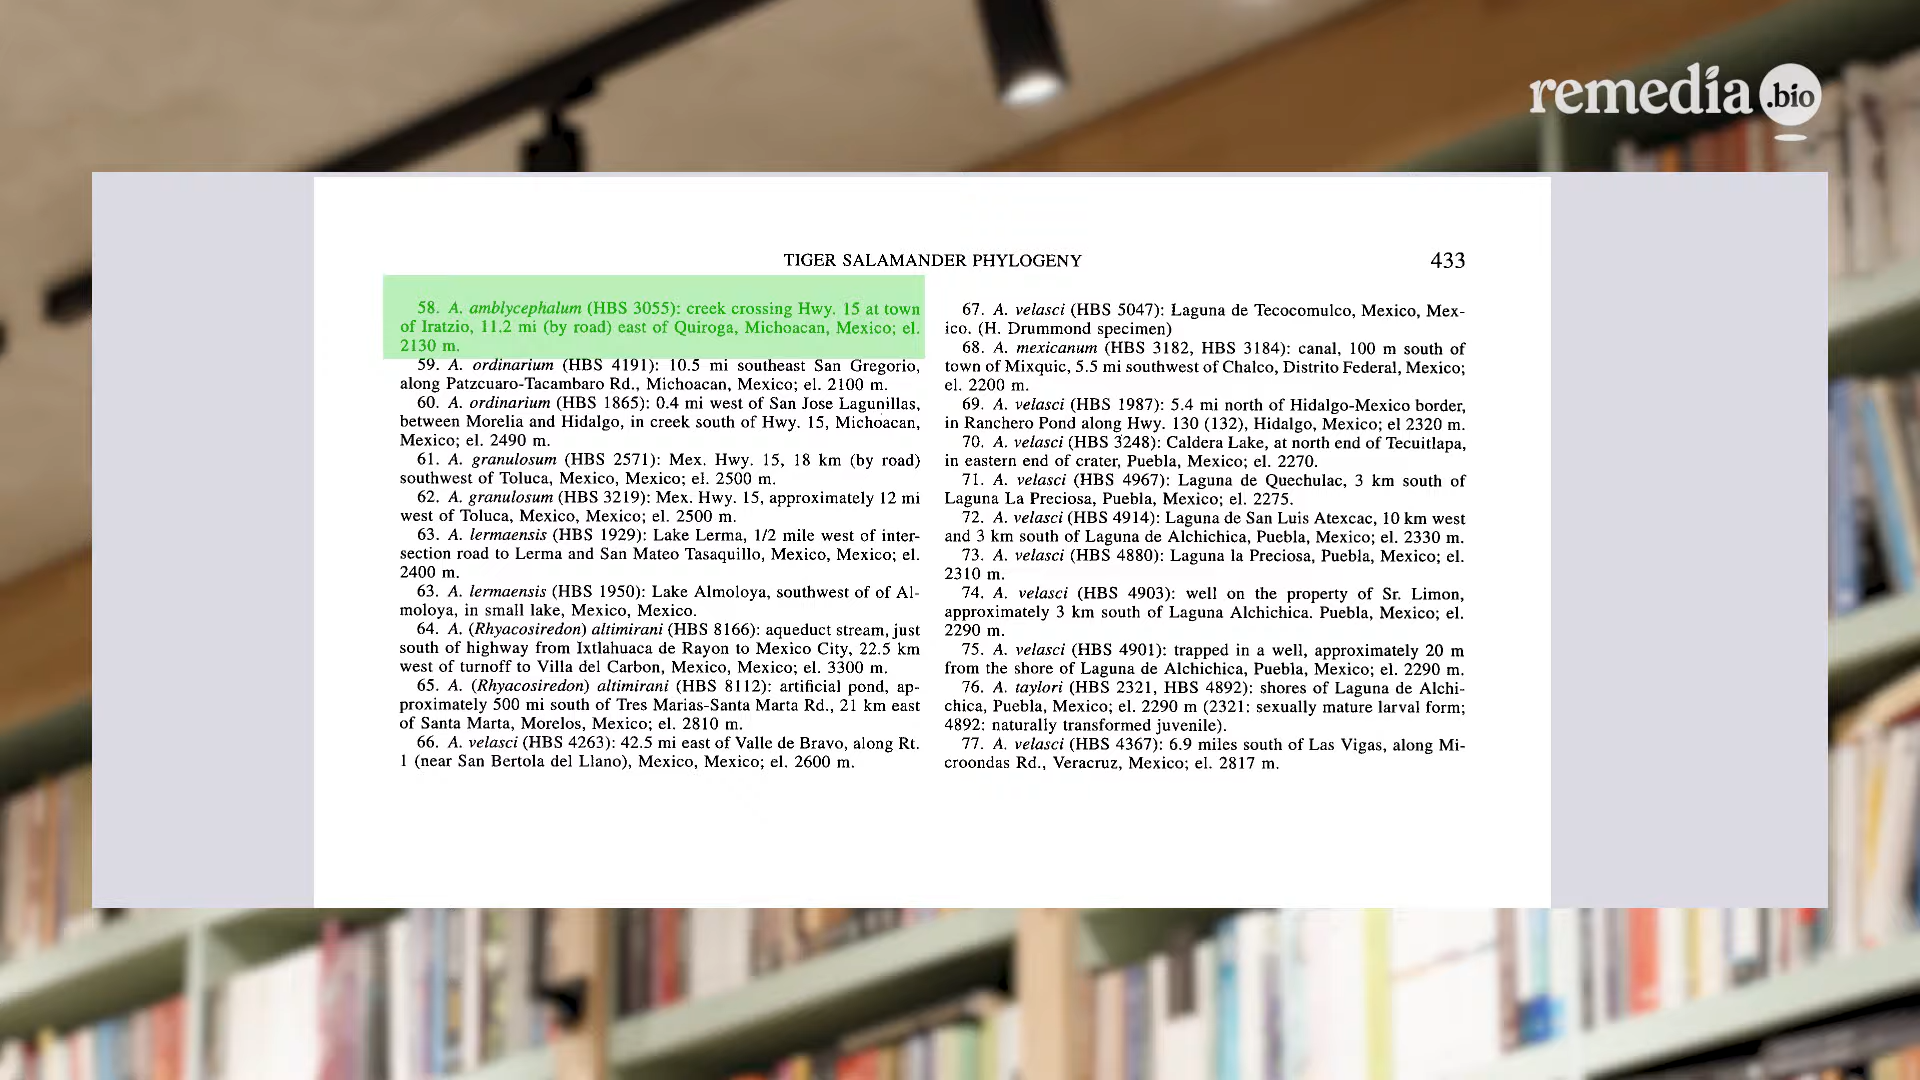 remedia .bio
TIGER SALAMANDER PHYLOGENY
433
58. A. amblycephalum (HBS 3055): creek crossing Hwy. 15 at town
of Iratzio, 11.2 mi (by road) east of Quiroga, Michoacan, Mexico; el.
2130 m.
59. A. ordinarium (HBS 4191): 10.5 mi southeast San Gregorio,
along Patzcuaro-Tacambaro Rd., Michoacan, Mexico; el. 2100 m.
60. A. ordinarium (HBS 1865): 0.4 mi west of San Jose Lagunillas,
between Morelia and Hidalgo, in creek south of Hwy. 15, Michoacan,
Mexico; el. 2490 m.
61. A. granulosum (HBS 2571): Mex. Hwy. 15, 18 km (by road)
southwest of Toluca, Mexico, Mexico; el. 2500 m.
62. A. granulosum (HBS 3219): Mex. Hwy. 15, approximately 12 mi
west of Toluca, Mexico, Mexico; el. 2500 m.
63. A. lermaensis (HBS 1929): Lake Lerma, 1/2 mile west of inter-
section road to Lerma and San Mateo Tasaquillo, Mexico, Mexico; el.
2400 m.
63. A. lermaensis (HBS 1950): Lake Almoloya, southwest of of Al-
moloya, in small lake, Mexico, Mexico.
64. A. (Rhyacosiredon) altimirani (HBS 8166): aqueduct stream, just
south of highway from Ixtlahuaca de Rayon to Mexico City, 22.5 km
west of turnoff to Villa del Carbon, Mexico, Mexico; el. 3300 m.
65. A. (Rhyacosiredon) altimirani (HBS 8112): artificial pond, ap-
proximately 500 mi south of Tres Marias-Santa Marta Rd., 21 km east
of Santa Marta, Morelos, Mexico; el. 2810 m.
66. A. velasci (HBS 4263): 42.5 mi east of Valle de Bravo, along Rt.
1 (near San Bertola del Llano), Mexico, Mexico; el. 2600 m.
67. A. velasci (HBS 5047): Laguna de Tecocomulco, Mexico, Mex-
ico. (H. Drummond specimen)
68. A. mexicanum (HBS 3182, HBS 3184): canal, 100 m south of
town of Mixquic, 5.5 mi southwest of Chalco, Distrito Federal, Mexico;
el. 2200 m.
69. A. velasci (HBS 1987): 5.4 mi north of Hidalgo-Mexico border,
in Ranchero Pond along Hwy. 130 (132), Hidalgo, Mexico; el 2320 m.
70. A. velasci (HBS 3248): Caldera Lake, at north end of Tecuitlapa,
in eastern end of crater, Puebla, Mexico; el. 2270.
71. A. velasci (HBS 4967): Laguna de Quechulac, 3 km south of
Laguna La Preciosa, Puebla, Mexico; el. 2275.
72. A. velasci (HBS 4914): Laguna de San Luis Atexcac, 10 km west
and 3 km south of Laguna de Alchichica, Puebla, Mexico; el. 2330 m.
73. A. velasci (HBS 4880): Laguna la Preciosa, Puebla, Mexico; el.
2310 m.
74. A. velasci (HBS 4903): well on the property of Sr. Limon,
approximately 3 km south of Laguna Alchichica. Puebla, Mexico; el.
2290 m.
75. A. velasci (HBS 4901): trapped in a well, approximately 20 m
from the shore of Laguna de Alchichica, Puebla, Mexico; el. 2290 m.
76. A. taylori (HBS 2321, HBS 4892): shores of Laguna de Alchi-
chica, Puebla, Mexico; el. 2290 m (2321: sexually mature larval form;
4892: naturally transformed juvenile).
77. A. velasci (HBS 4367): 6.9 miles south of Las Vigas, along Mi-
croondas Rd., Veracruz, Mexico; el. 2817 m.